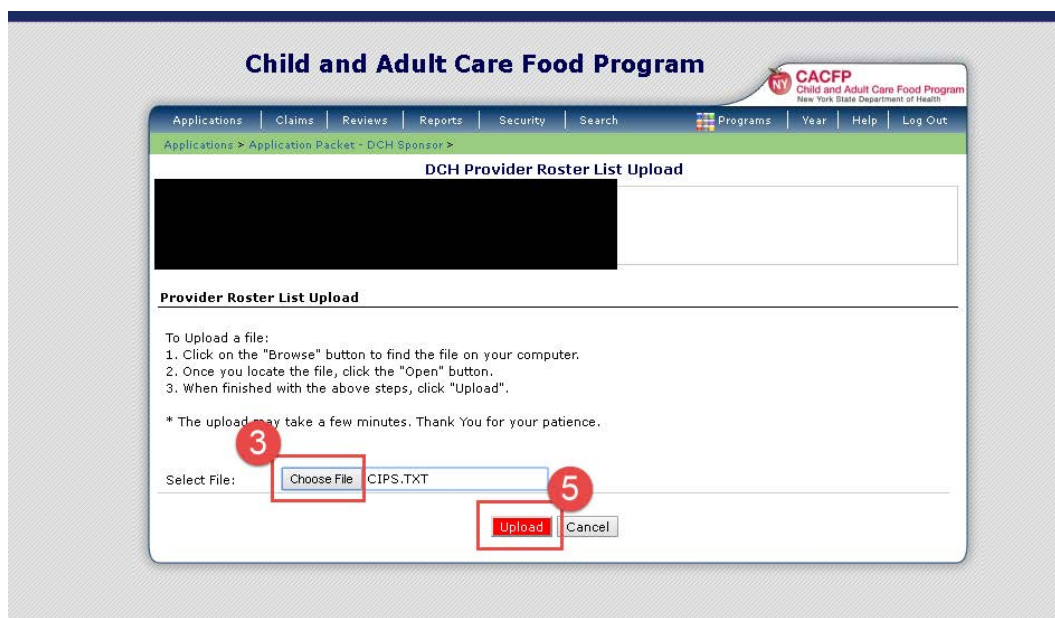 Child and Adult Care Food Program
NY CACFP
Child and Adult Care Food Program
New York State Department of Health
Applications | Claims | Reviews | Reports | Security | Search Programs | Year | Help | Log Out
Applications > Application Packet - DCH Sponsor >
DCH Provider Roster List Upload
Provider Roster List Upload
To Upload a file:
1. Click on the "Browse" button to find the file on your computer.
2. Once you locate the file, click the "Open" button.
3. When finished with the above steps, click "Upload".
* The upload may take a few minutes. Thank You for your patience.
3
Select File: Choose File CIPS.TXT
5
Upload Cancel